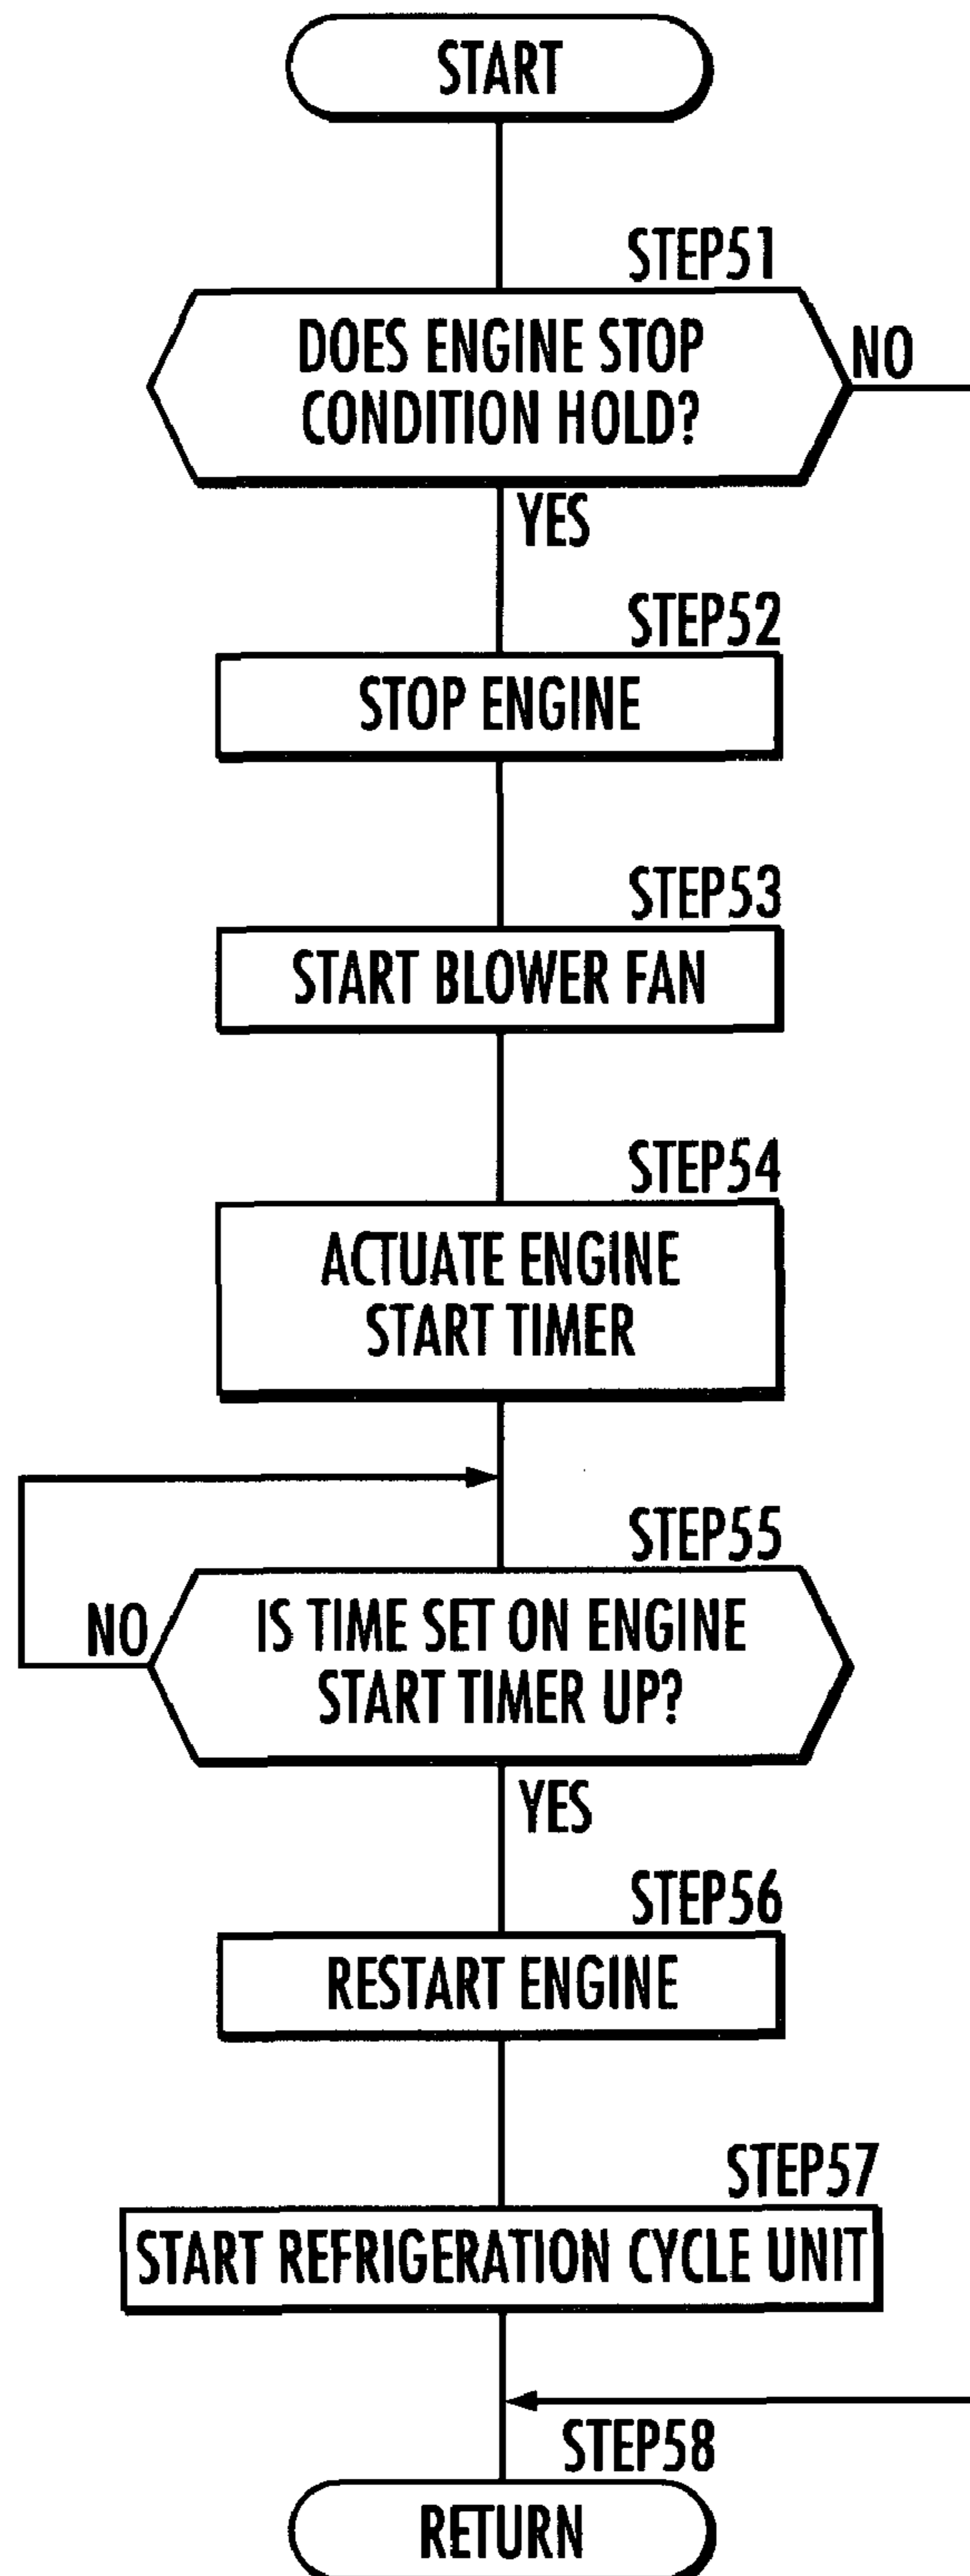 START
STEP51
DOES ENGINE STOP
CONDITION HOLD?
NO
YES
STEP52
STOP ENGINE
STEP53
START BLOWER FAN
STEP54
ACTUATE ENGINE
START TIMER
STEP55
NO
IS TIME SET ON ENGINE
START TIMER UP?
YES
STEP56
RESTART ENGINE
STEP57
START REFRIGERATION CYCLE UNIT
STEP58
RETURN